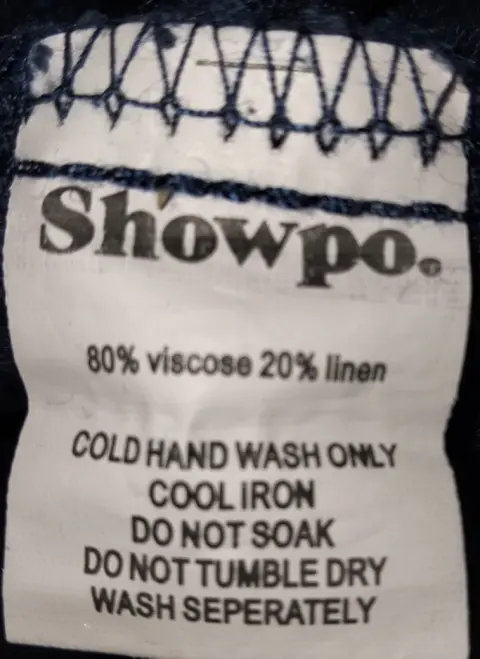 Showpo.
80% viscose 20% linen
COLD HAND WASH ONLY
COOL IRON
DO NOT SOAK
DO NOT TUMBLE DRY
WASH SEPERATELY